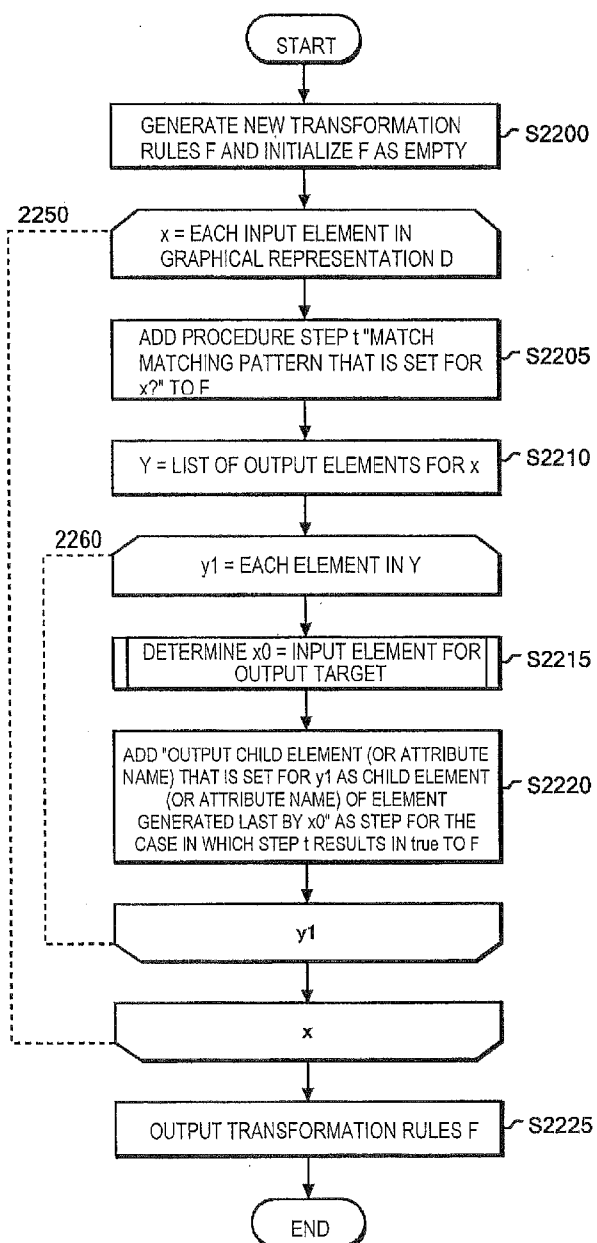 START
GENERATE NEW TRANSFORMATION
RULES F AND INITIALIZE F AS EMPTY
S2200
2250
x = EACH INPUT ELEMENT IN
GRAPHICAL REPRESENTATION D
ADD PROCEDURE STEP t "MATCH
MATCHING PATTERN THAT IS SET FOR
x?" TO F
S2205
Y = LIST OF OUTPUT ELEMENTS FOR x
S2210
2260
y1 = EACH ELEMENT IN Y
DETERMINE x0 = INPUT ELEMENT FOR
OUTPUT TARGET
S2215
ADD "OUTPUT CHILD ELEMENT (OR ATTRIBUTE
NAME) THAT IS SET FOR y1 AS CHILD ELEMENT
(OR ATTRIBUTE NAME) OF ELEMENT
GENERATED LAST BY x0" AS STEP FOR THE
CASE IN WHICH STEP t RESULTS IN true TO F
S2220
y1
x
OUTPUT TRANSFORMATION RULES F
S2225
END